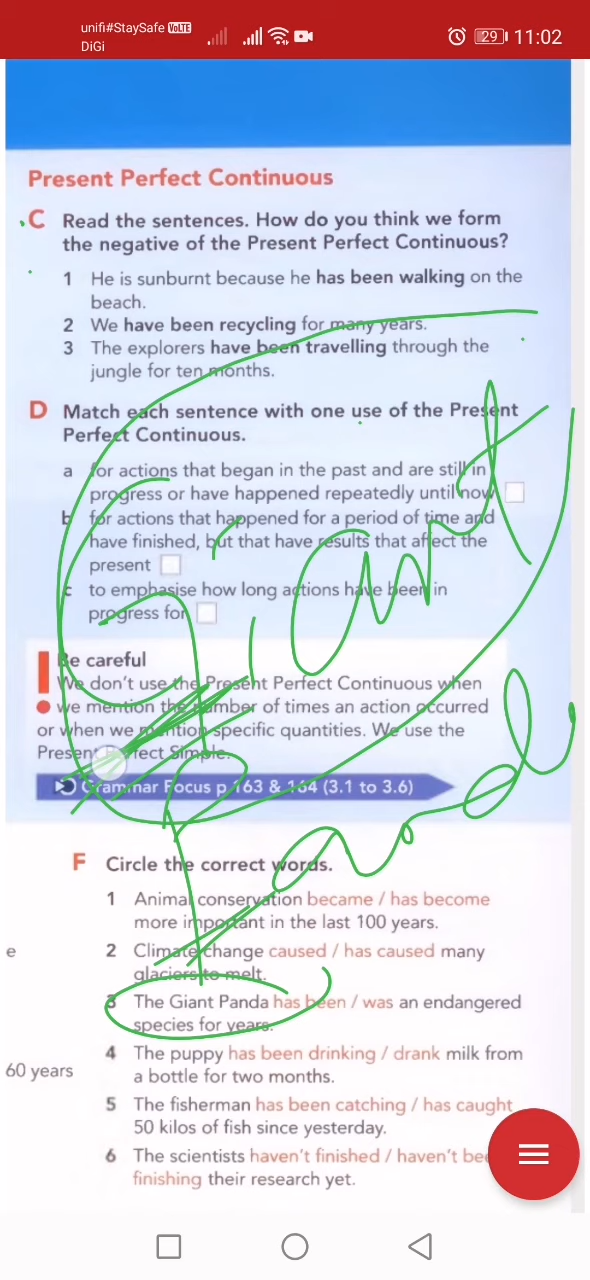 unifi#StaySafe VoLTE
DiGi
29 11:02
Present Perfect Continuous
C Read the sentences. How do you think we form
the negative of the Present Perfect Continuous?
1 He is sunburnt because he has been walking on the
beach.
2 We have been recycling for many years.
3 The explorers have been travelling through the
jungle for ten months.
D Match each sentence with one use of the Present
Perfect Continuous.
a for actions that began in the past and are still in
progress or have happened repeatedly until now
b for actions that happened for a period of time and
have finished, but that have results that affect the
present
c to emphasise how long actions have been in
progress for
Giant
Be careful
We don't use the Present Perfect Continuous when
we mention the number of times an action occurred
or when we mention specific quantities. We use the
Present Perfect Simple.
Grammar Focus p 163 & 164 (3.1 to 3.6)
Panda
F Circle the correct words.
1 Animal conservation became / has become
more important in the last 100 years.
e
2 Climate change caused / has caused many
glaciers to melt.
3 The Giant Panda has been / was an endangered
species for years.
60 years
4 The puppy has been drinking / drank milk from
a bottle for two months.
5 The fisherman has been catching / has caught
50 kilos of fish since yesterday.
6 The scientists haven't finished / haven't bee
finishing their research yet.